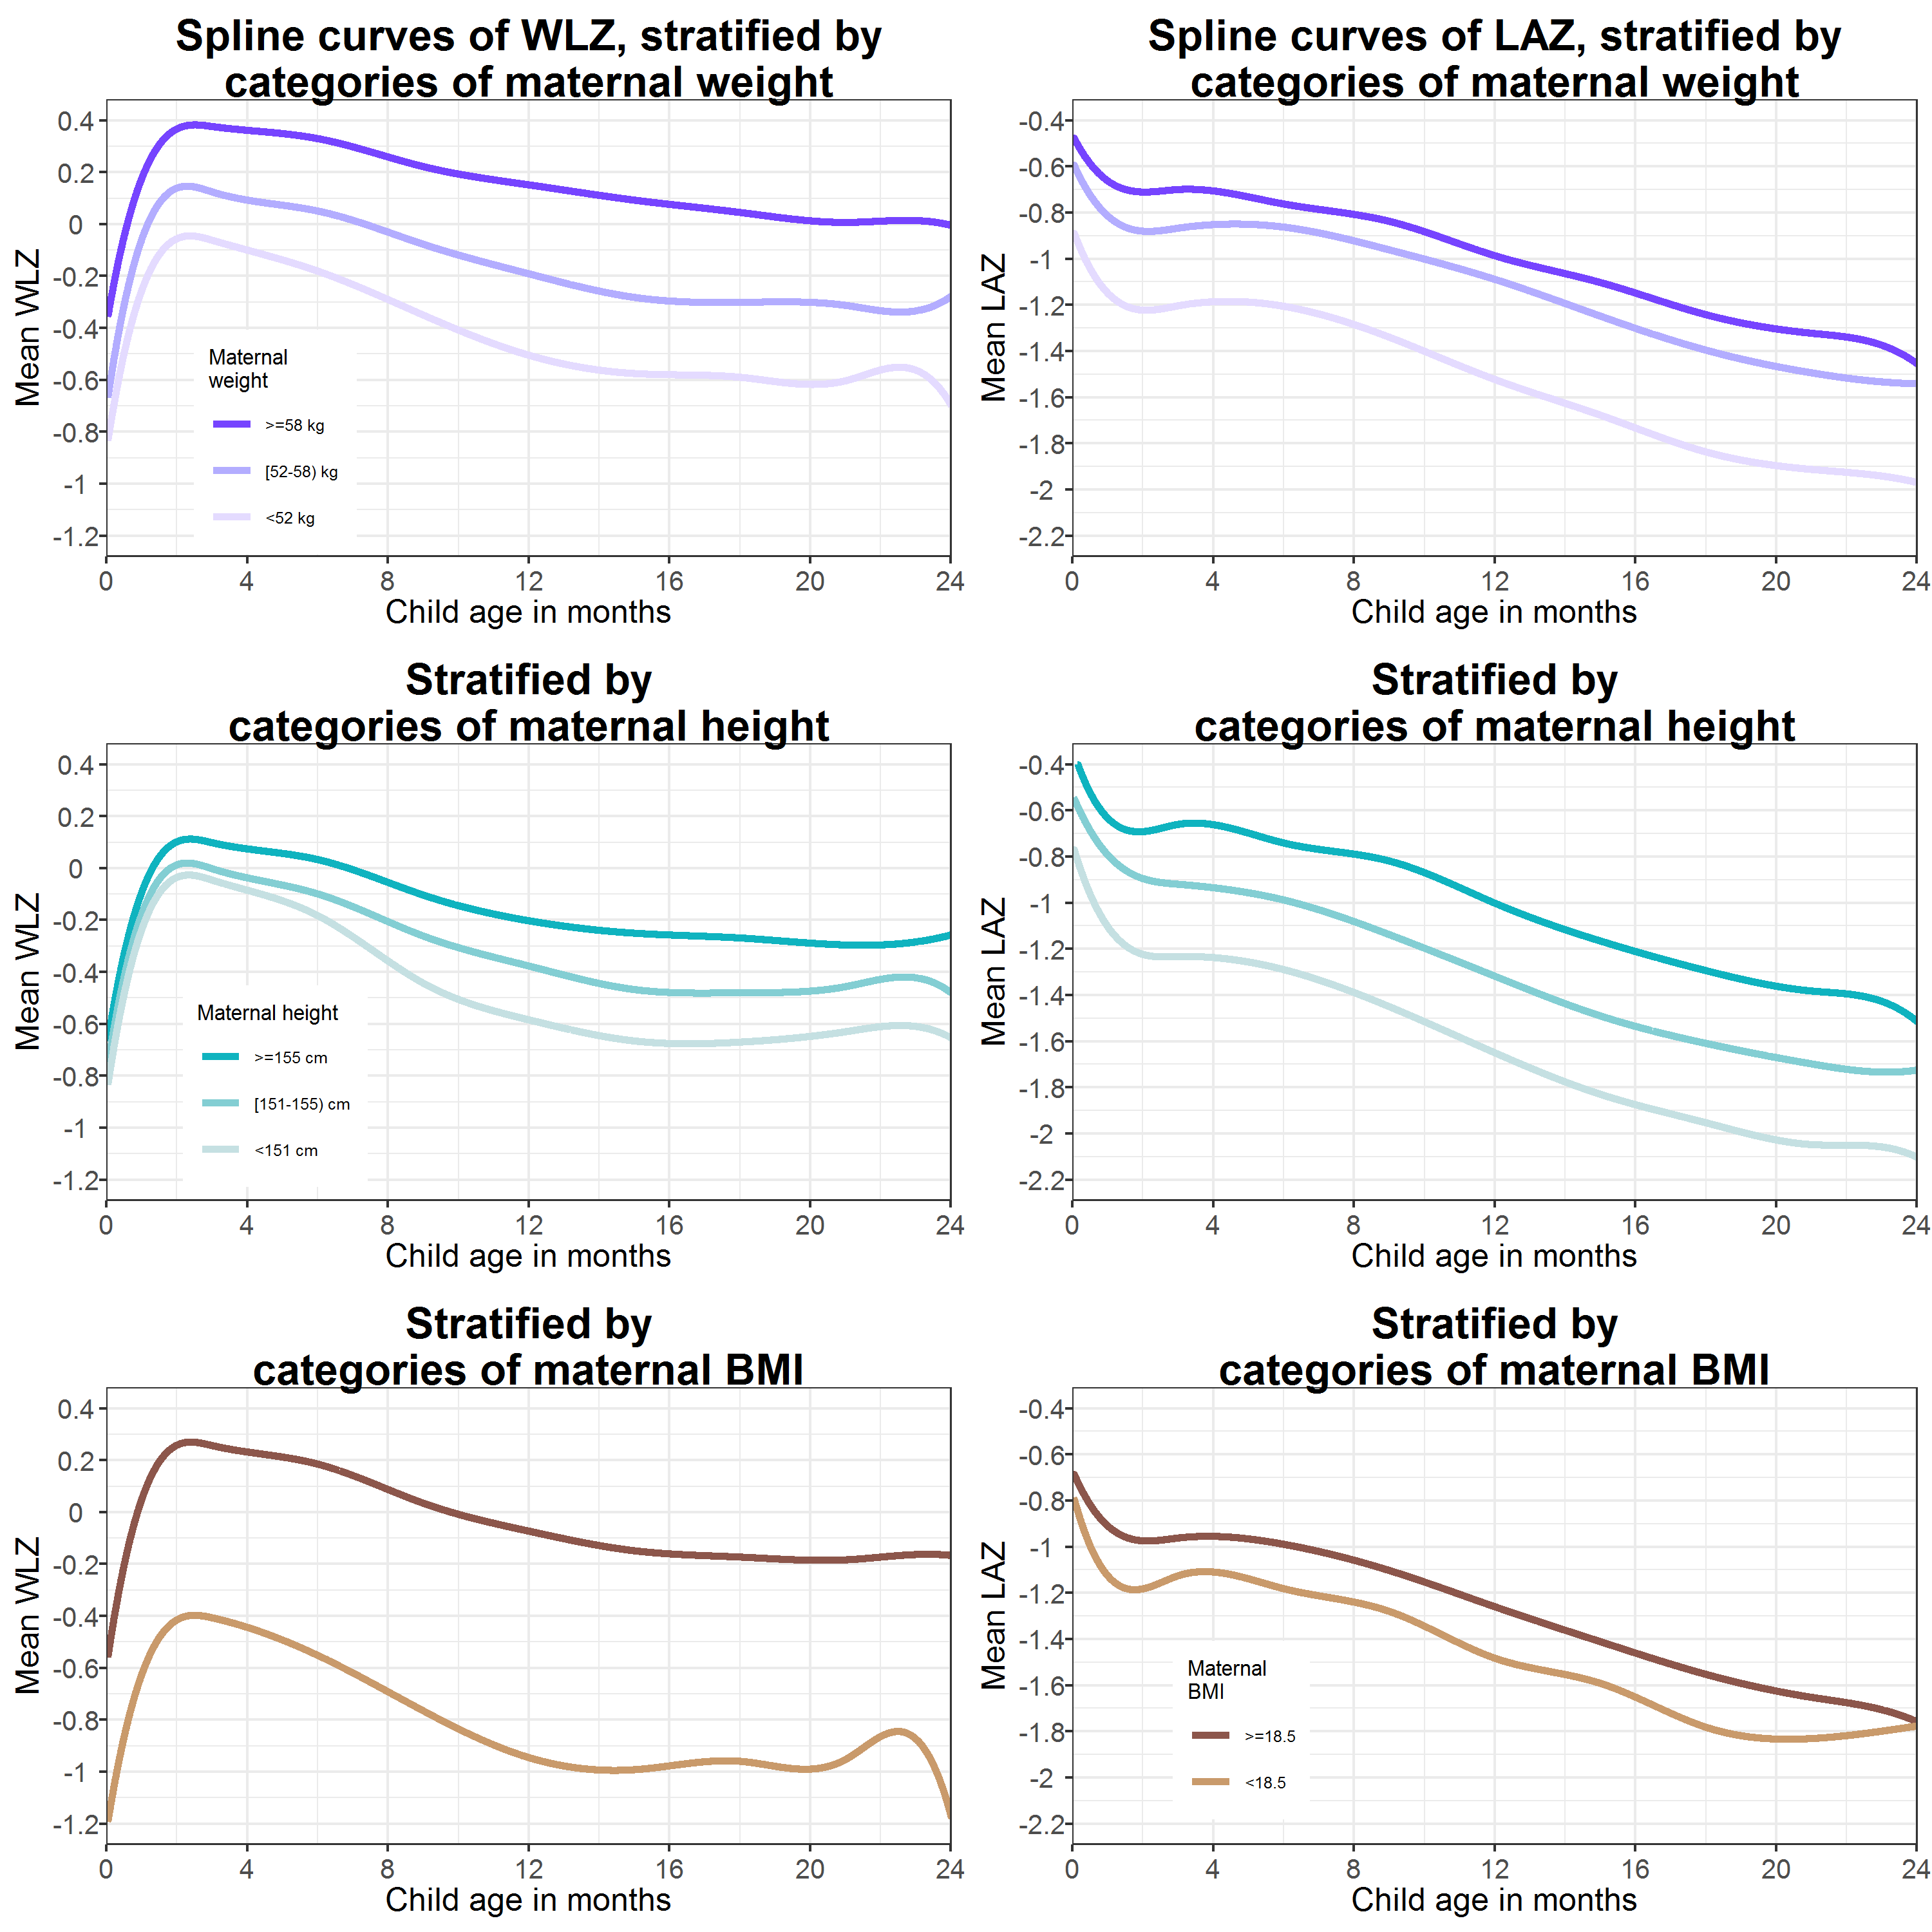 Spline curves of WLZ, stratified by
categories of maternal weight
0.4
0.2
0
-0.2
-0.4
-0.6
-0.8
-1
-1.2
Mean WLZ
Maternal
weight
>=58 kg
[52-58) kg
<52 kg
0 4 8 12 16 20 24
Child age in months
Spline curves of LAZ, stratified by
categories of maternal weight
-0.4
-0.6
-0.8
-1
-1.2
-1.4
-1.6
-1.8
-2
-2.2
Mean LAZ
0 4 8 12 16 20 24
Child age in months
Stratified by
categories of maternal height
0.4
0.2
0
-0.2
-0.4
-0.6
-0.8
-1
-1.2
Mean WLZ
Maternal height
>=155 cm
[151-155) cm
<151 cm
0 4 8 12 16 20 24
Child age in months
Stratified by
categories of maternal height
-0.4
-0.6
-0.8
-1
-1.2
-1.4
-1.6
-1.8
-2
-2.2
Mean LAZ
0 4 8 12 16 20 24
Child age in months
Stratified by
categories of maternal BMI
0.4
0.2
0
-0.2
-0.4
-0.6
-0.8
-1
-1.2
Mean WLZ
0 4 8 12 16 20 24
Child age in months
Stratified by
categories of maternal BMI
-0.4
-0.6
-0.8
-1
-1.2
-1.4
-1.6
-1.8
-2
-2.2
Mean LAZ
Maternal
BMI
>=18.5
<18.5
0 4 8 12 16 20 24
Child age in months